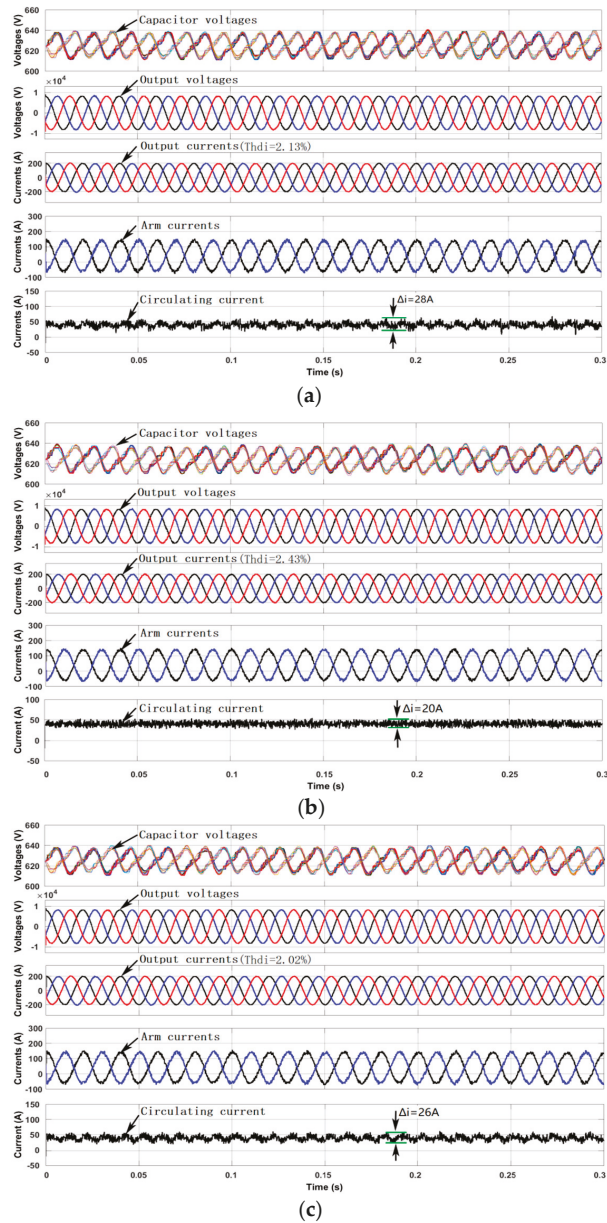 660
640
620
600
Voltages (V)
Capacitor voltages
×10⁴
1
0
-1
Voltages (V)
Output voltages
200
0
-200
Currents (A)
Output currents(Thdi=2.13%)
300
200
100
0
-100
Currents (A)
Arm currents
150
100
50
0
-50
Currents (A)
Circulating current
Δi=28A
0 0.05 0.1 0.15 0.2 0.25 0.3
Time (s)
(a)
660
640
620
600
Voltages (V)
Capacitor voltages
×10⁴
1
0
-1
Voltages (V)
Output voltages
200
0
-200
Currents (A)
Output currents(Thdi=2.43%)
300
200
100
0
-100
Currents (A)
Arm currents
100
50
0
-50
Current (A)
Circulating current
Δi=20A
0 0.05 0.1 0.15 0.2 0.25 0.3
Time (s)
(b)
660
640
620
600
Voltages (V)
Capacitor voltages
×10⁴
1
0
-1
Voltages (V)
Output voltages
200
0
-200
Currents (A)
Output currents(Thdi=2.02%)
300
200
100
0
-100
Currents (A)
Arm currents
150
100
50
0
-50
Current (A)
Circulating current
Δi=26A
0 0.05 0.1 0.15 0.2 0.25 0.3
Time (s)
(c)